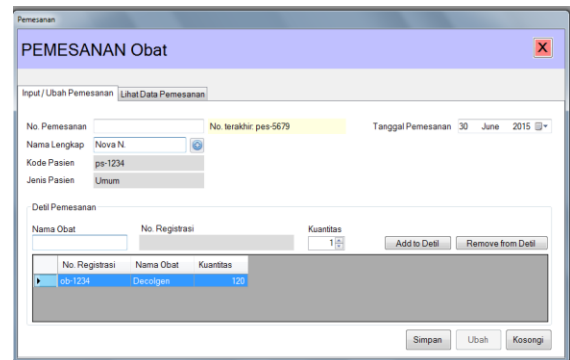 Pemesanan
PEMESANAN Obat
X
Input / Ubah Pemesanan Lihat Data Pemesanan
No. Pemesanan No. terakhir: pes-5679 Tanggal Pemesanan 30 June 2015
Nama Lengkap Nova N.
Kode Pasien ps-1234
Jenis Pasien Umum
Detil Pemesanan
Nama Obat No. Registrasi Kuantitas
1 Add to Detil Remove from Detil
No. Registrasi Nama Obat Kuantitas
ob-1234 Decolgen 120
Simpan Ubah Kosongi